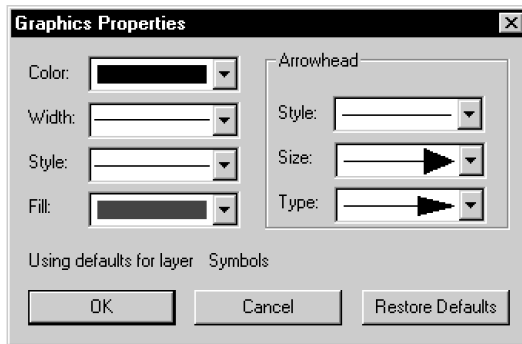 Graphics Properties
Color:
Width:
Style:
Fill:
Arrowhead
Style:
Size:
Type:
Using defaults for layer Symbols
OK
Cancel
Restore Defaults